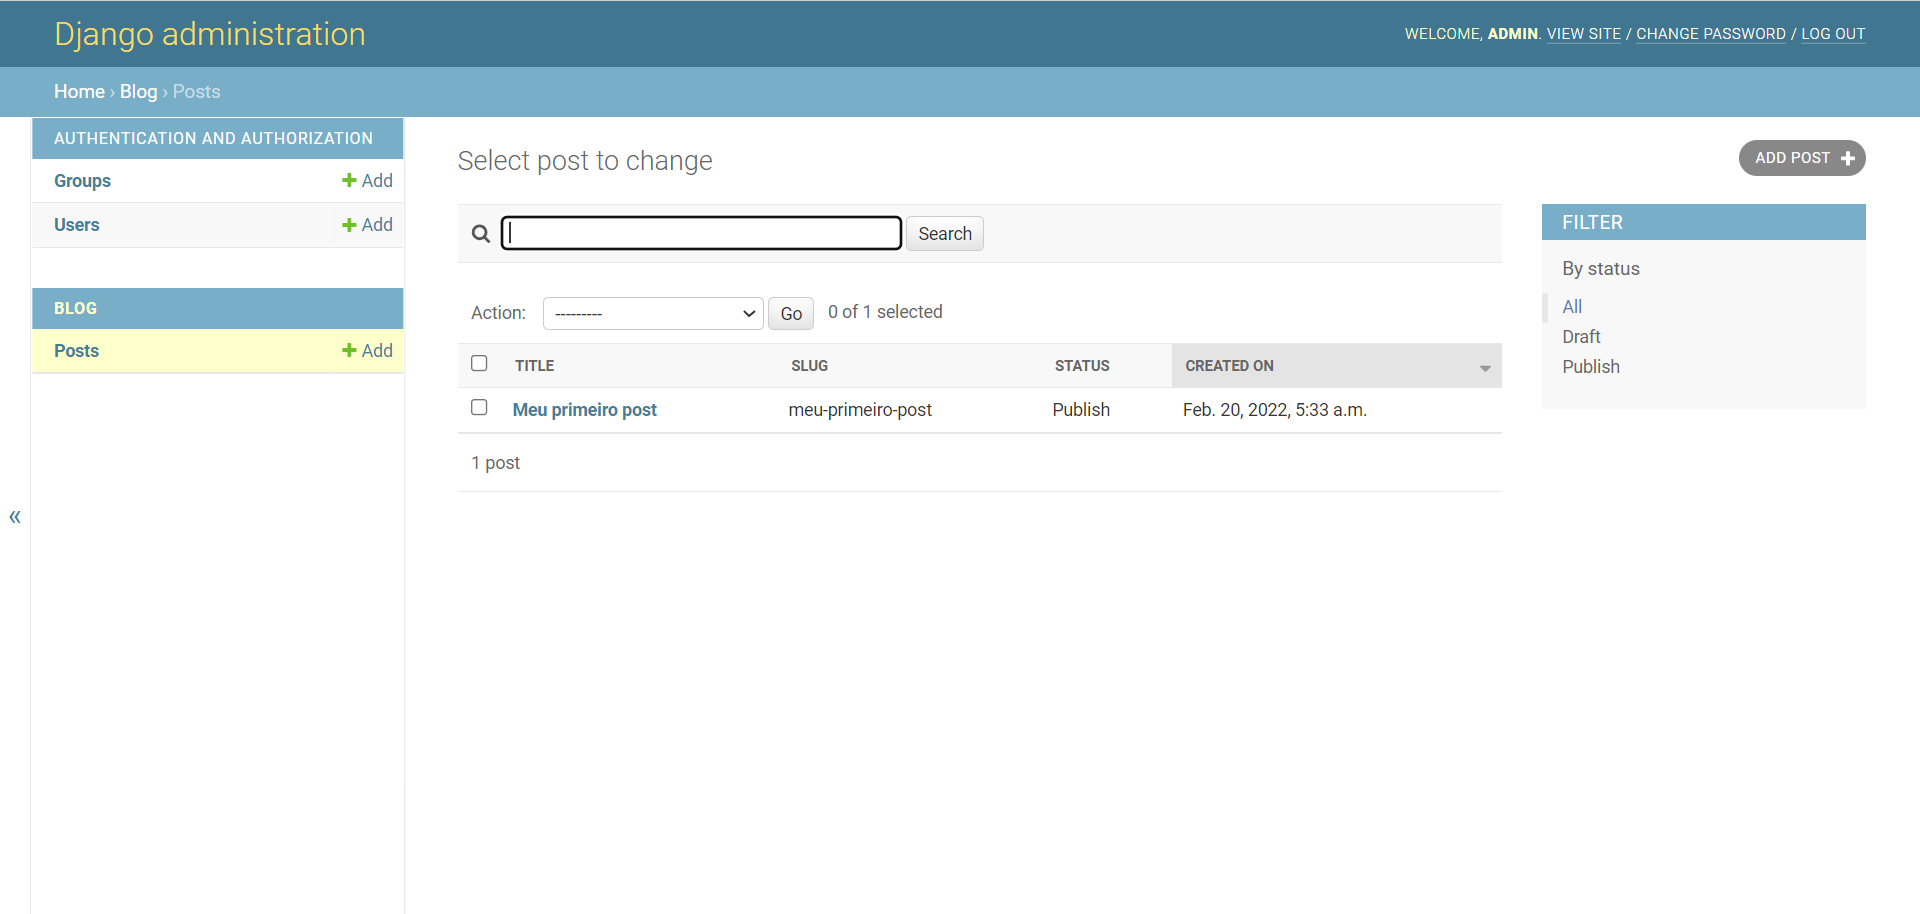 Django administration
WELCOME, ADMIN. VIEW SITE / CHANGE PASSWORD / LOG OUT
Home › Blog › Posts
AUTHENTICATION AND AUTHORIZATION
Groups
Add
Users
Add
BLOG
Posts
Add
«
Select post to change
ADD POST
Search
Action: --------- Go 0 of 1 selected
TITLE SLUG STATUS CREATED ON
Meu primeiro post meu-primeiro-post Publish Feb. 20, 2022, 5:33 a.m.
1 post
FILTER
By status
All
Draft
Publish